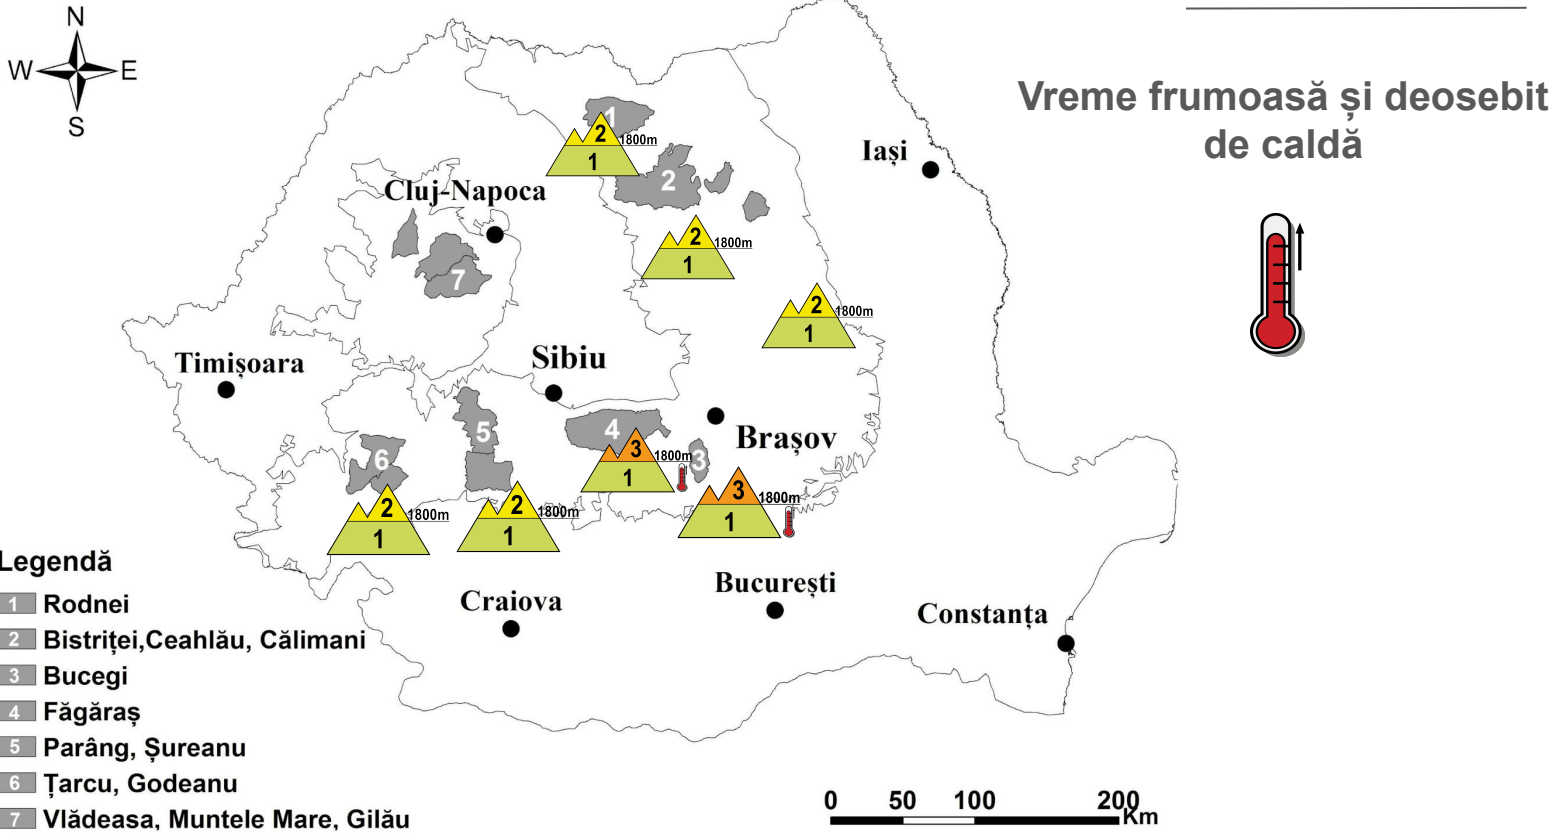 N
W E
S
Vreme frumoasă și deosebit
de caldă
Iași
1
2
1800m
1
2
Cluj-Napoca
2
1800m
1
7
2
1800m
1
Timișoara
Sibiu
Brașov
5
4
6
3
1800m
3
1
3
1800m
1
2
1800m
1
2
1800m
1
București
Craiova
Constanța
Legendă
1 Rodnei
2 Bistriței,Ceahlău, Călimani
3 Bucegi
4 Făgăraș
5 Parâng, Șureanu
6 Țarcu, Godeanu
7 Vlădeasa, Muntele Mare, Gilău
0 50 100 200
Km